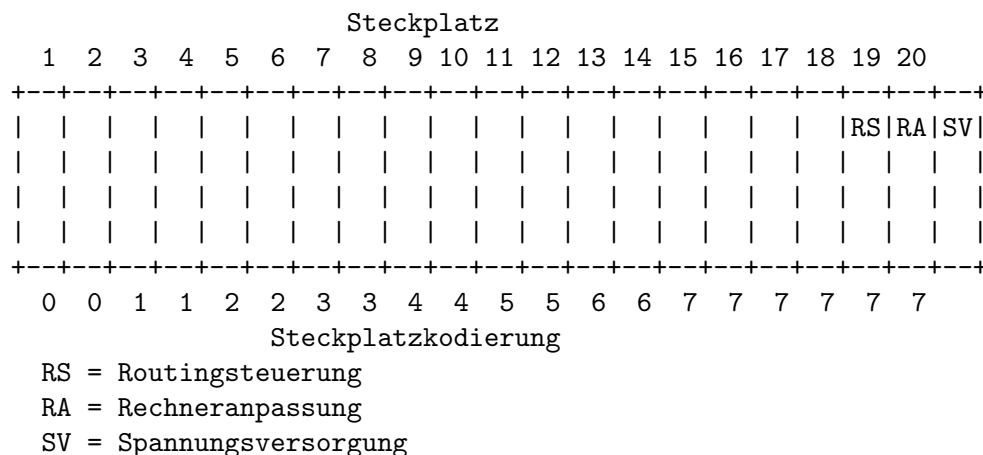 Steckplatz
1 2 3 4 5 6 7 8 9 10 11 12 13 14 15 16 17 18 19 20
+--+--+--+--+--+--+--+--+--+--+--+--+--+--+--+--+--+--+--+--+--+
|  |  |  |  |  |  |  |  |  |  |  |  |  |  |  |  |  |  |RS|RA|SV|
|  |  |  |  |  |  |  |  |  |  |  |  |  |  |  |  |  |  |  |  |  |
|  |  |  |  |  |  |  |  |  |  |  |  |  |  |  |  |  |  |  |  |  |
|  |  |  |  |  |  |  |  |  |  |  |  |  |  |  |  |  |  |  |  |  |
+--+--+--+--+--+--+--+--+--+--+--+--+--+--+--+--+--+--+--+--+--+
0 0 1 1 2 2 3 3 4 4 5 5 6 6 7 7 7 7 7 7
Steckplatzkodierung
RS = Routingsteuerung
RA = Rechneranpassung
SV = Spannungsversorgung